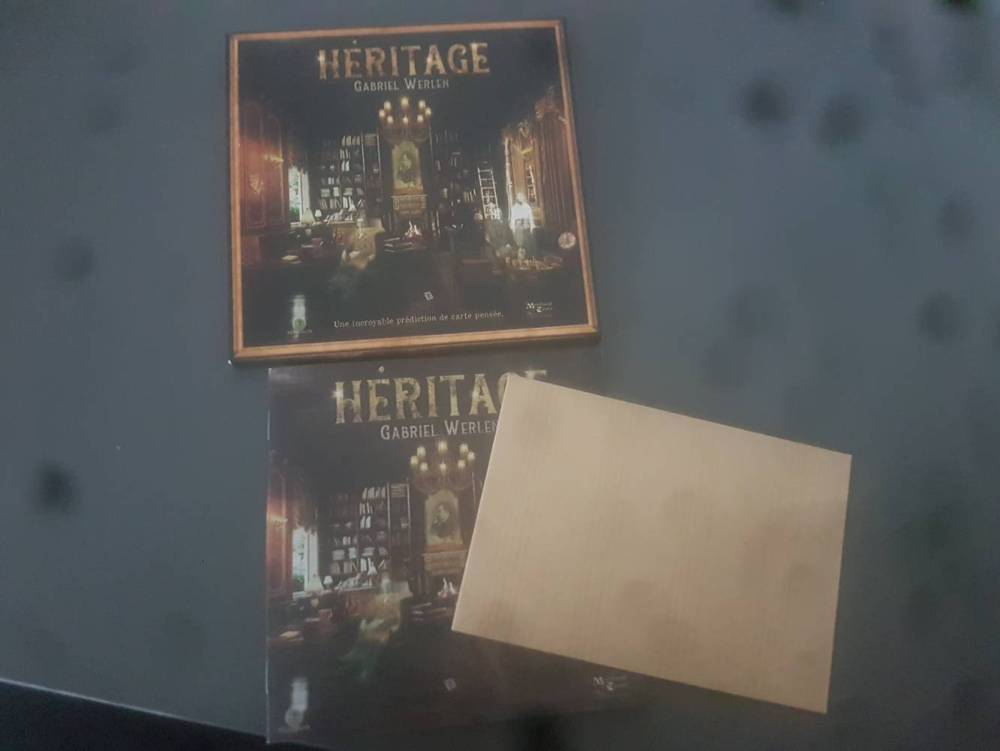 HÉRITAGE
GABRIEL WERLEN
Une incroyable prédiction de carte pensée.
HÉRITAGE
GABRIEL WERLEN